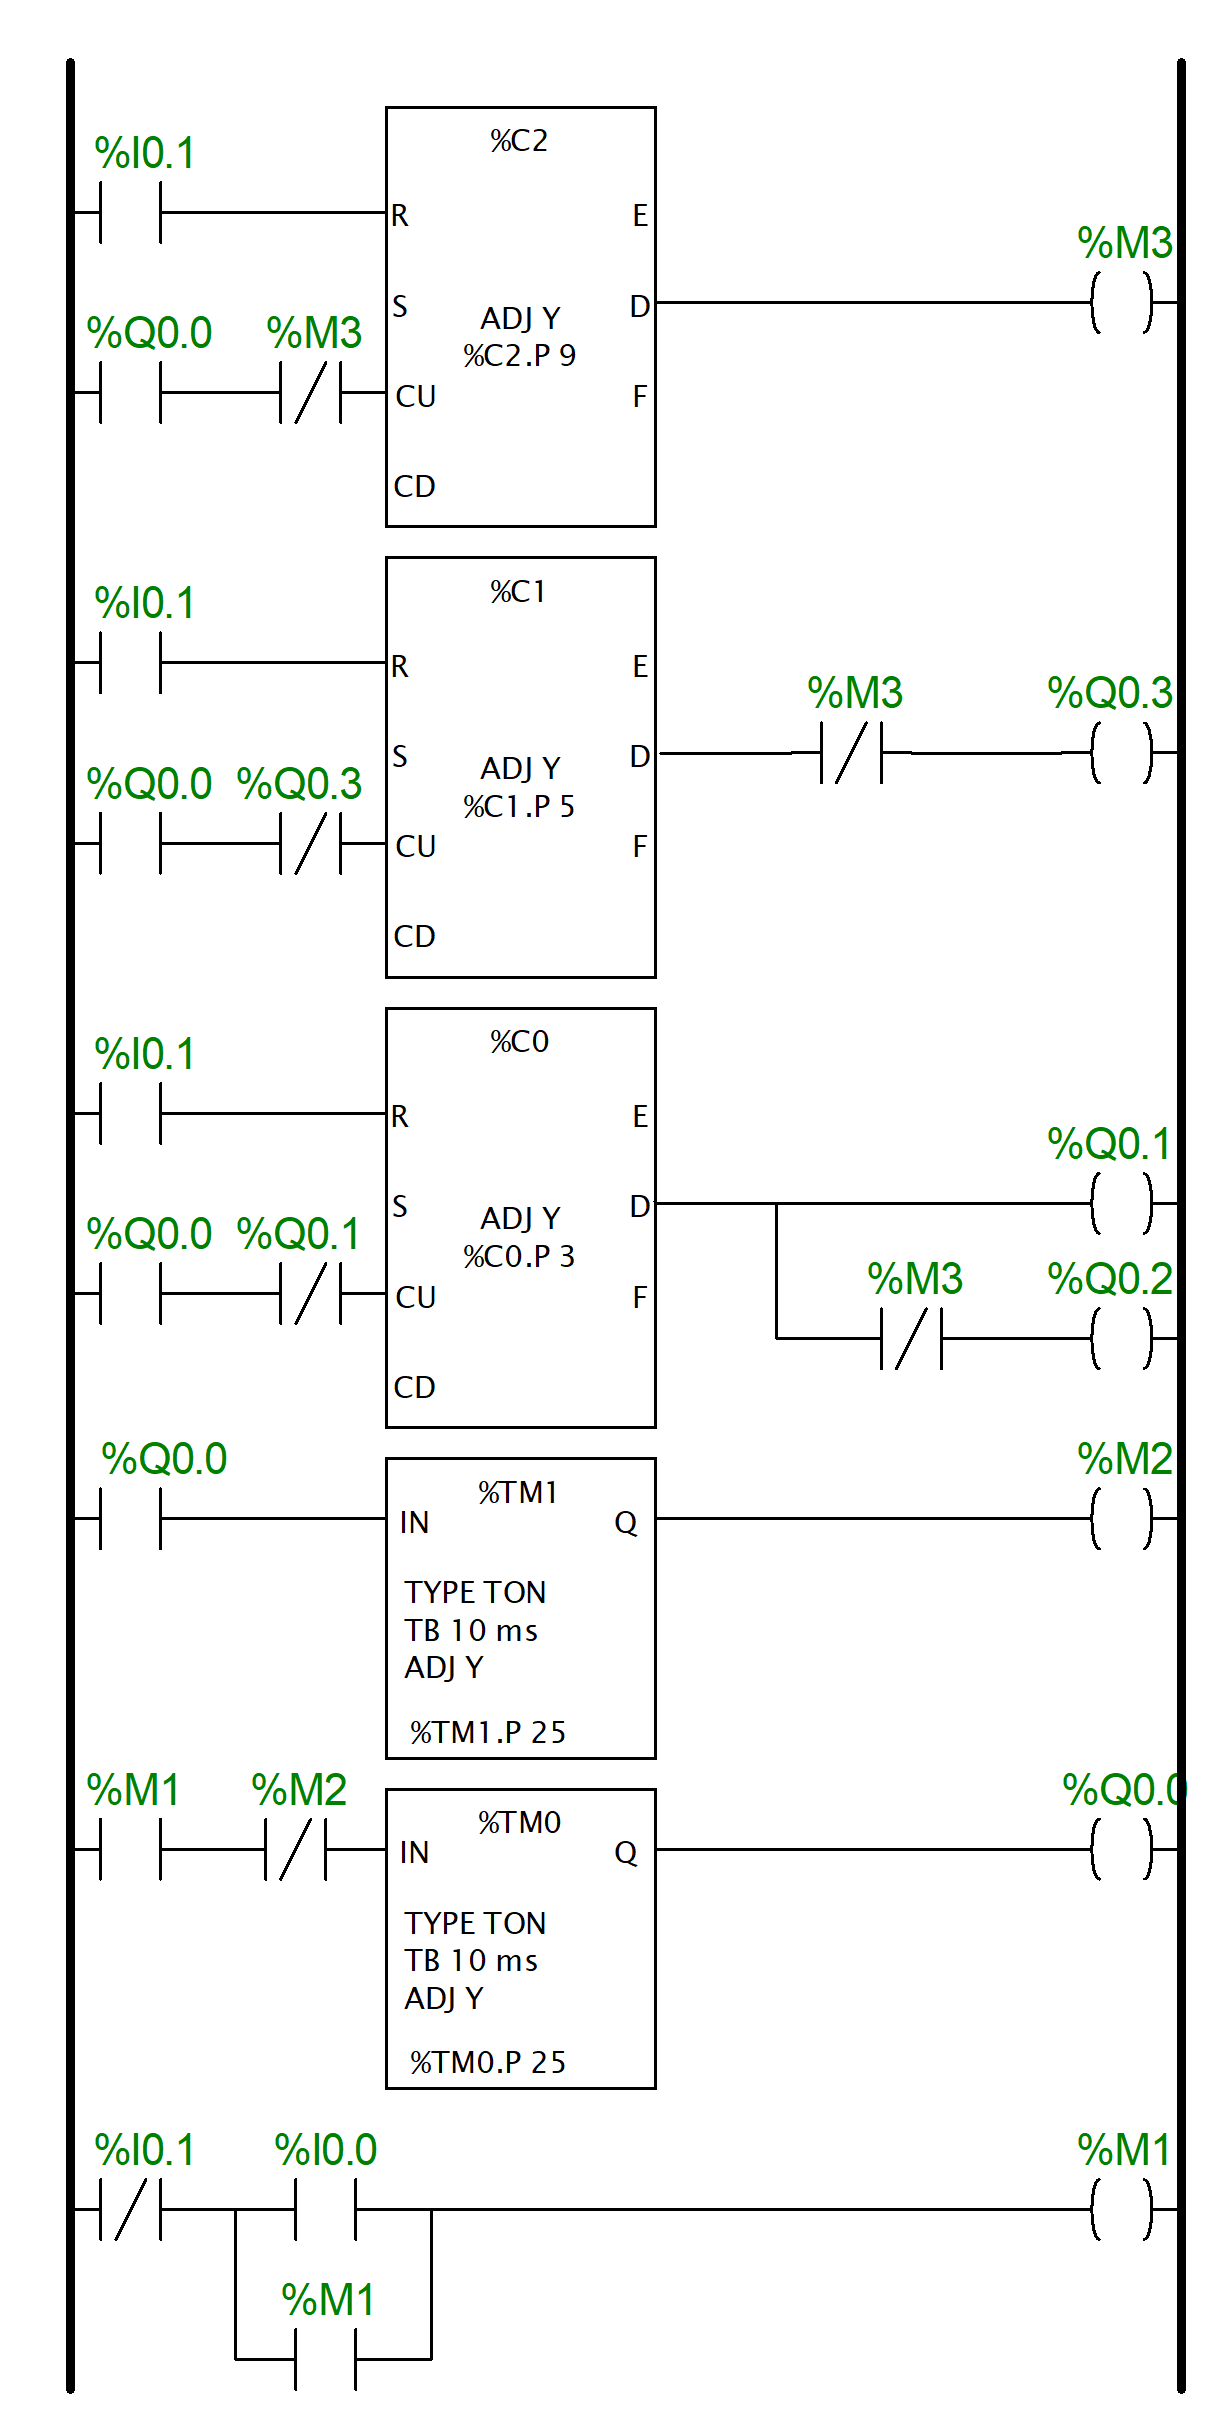 %C2
%I0.1
R E
%M3
S D
ADJ Y
%Q0.0 %M3
%C2.P 9
CU F
CD
%C1
%I0.1
R E
%M3 %Q0.3
S D
ADJ Y
%Q0.0 %Q0.3
%C1.P 5
CU F
CD
%C0
%I0.1
R E
%Q0.1
S D
ADJ Y
%Q0.0 %Q0.1
%C0.P 3
%M3 %Q0.2
CU F
CD
%Q0.0
%M2
%TM1
IN Q
TYPE TON
TB 10 ms
ADJ Y
%TM1.P 25
%M1 %M2
%Q0.0
%TM0
IN Q
TYPE TON
TB 10 ms
ADJ Y
%TM0.P 25
%I0.1 %I0.0 %M1
%M1